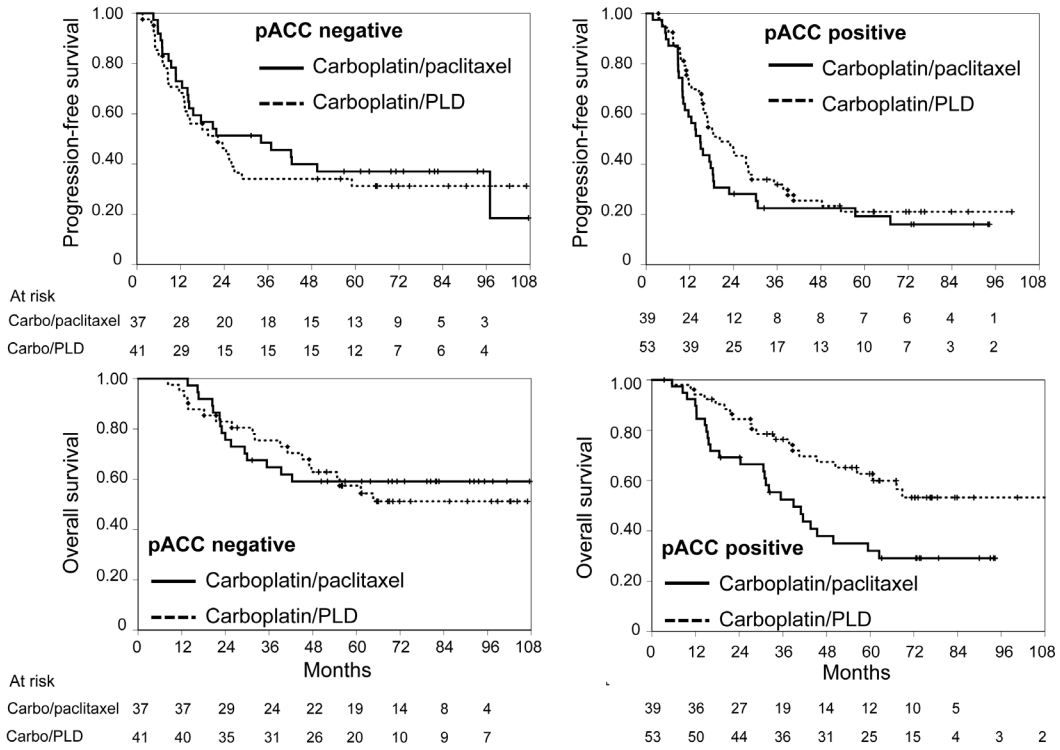 Progression-free survival
1.00
0.80
0.60
0.40
0.20
0
pACC negative
Carboplatin/paclitaxel
Carboplatin/PLD
0 12 24 36 48 60 72 84 96 108
At risk
Carbo/paclitaxel 37 28 20 18 15 13 9 5 3
Carbo/PLD 41 29 15 15 15 12 7 6 4
Progression-free survival
1.00
0.80
0.60
0.40
0.20
0
pACC positive
Carboplatin/paclitaxel
Carboplatin/PLD
0 12 24 36 48 60 72 84 96 108
39 24 12 8 8 7 6 4 1
53 39 25 17 13 10 7 3 2
Overall survival
1.00
0.80
0.60
0.40
0.20
0
pACC negative
Carboplatin/paclitaxel
Carboplatin/PLD
0 12 24 36 48 60 72 84 96 108
Months
At risk
Carbo/paclitaxel 37 37 29 24 22 19 14 8 4
Carbo/PLD 41 40 35 31 26 20 10 9 7
Overall survival
1.00
0.80
0.60
0.40
0.20
0
pACC positive
Carboplatin/paclitaxel
Carboplatin/PLD
0 12 24 36 48 60 72 84 96 108
Months
39 36 27 19 14 12 10 5
53 50 44 36 31 25 15 4 3 2